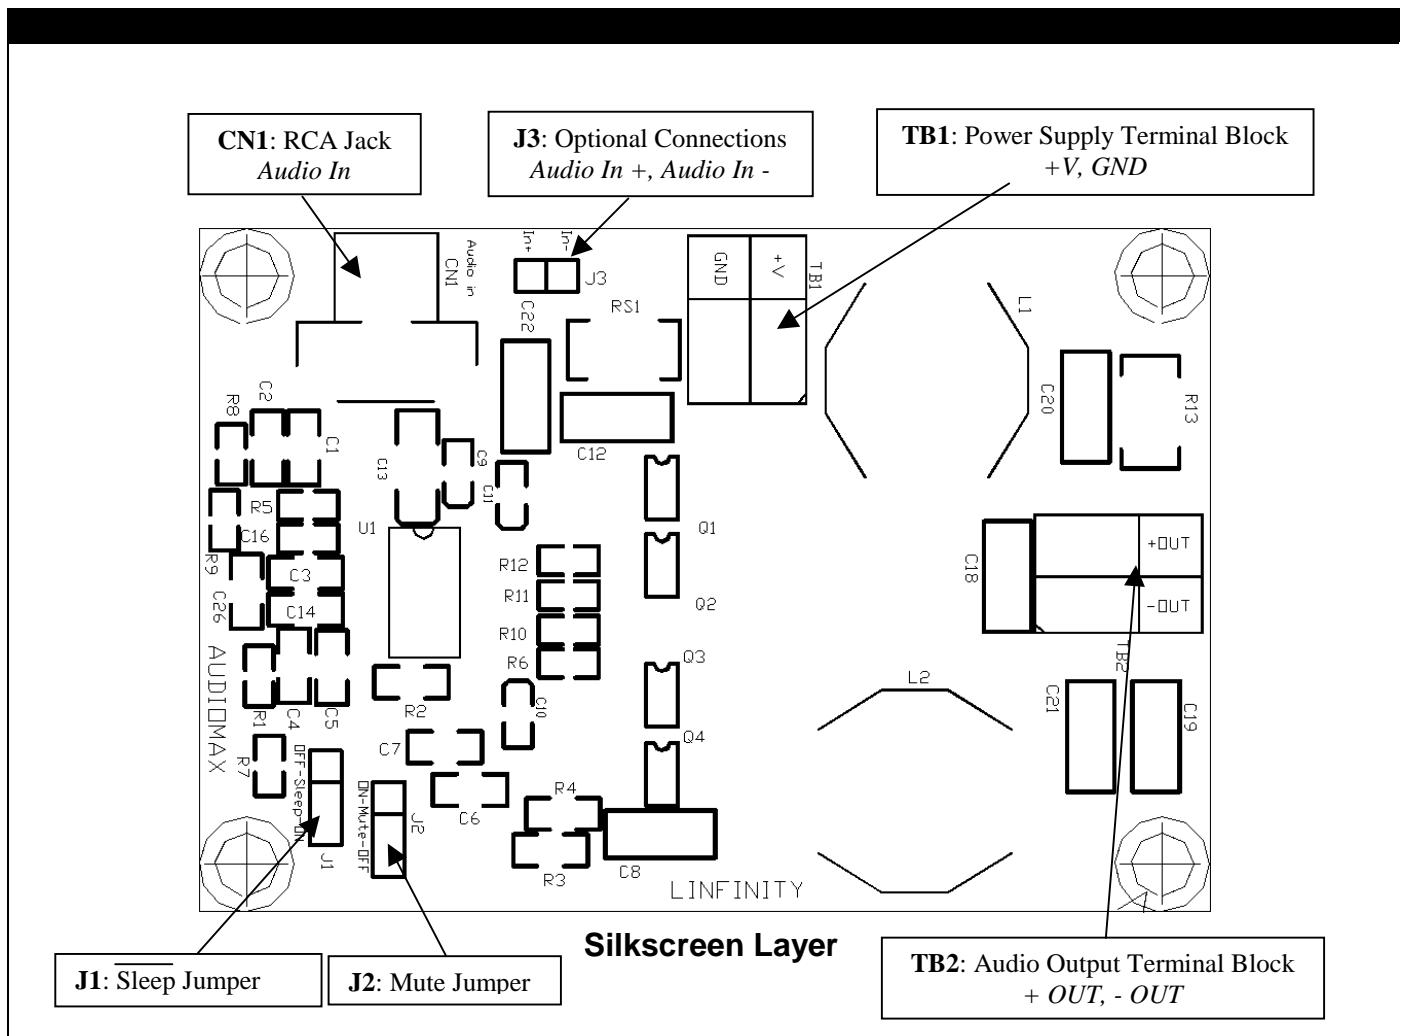 CN1: RCA Jack
Audio In
J3: Optional Connections
Audio In +, Audio In -
TB1: Power Supply Terminal Block
+V, GND
Audio in
CN1
In+
In-
J3
GND
+V
TB1
C22
RS1
L1
C20
R13
R8
C2
C1
C13
C9
C11
C12
R5
C16
U1
Q1
R9
C3
R12
C26
C14
R11
Q2
C18
+OUT
-OUT
TB2
R10
R6
Q3
AUDIOMAX
R1
C4
C5
R2
C10
L2
C21
C19
R7
OFF-Sleep-ON
J1
C7
Q4
ON-Mute-OFF
J2
C6
R4
R3
C8
LINFINITY
Silkscreen Layer
J1: Sleep Jumper
J2: Mute Jumper
TB2: Audio Output Terminal Block
+ OUT, - OUT